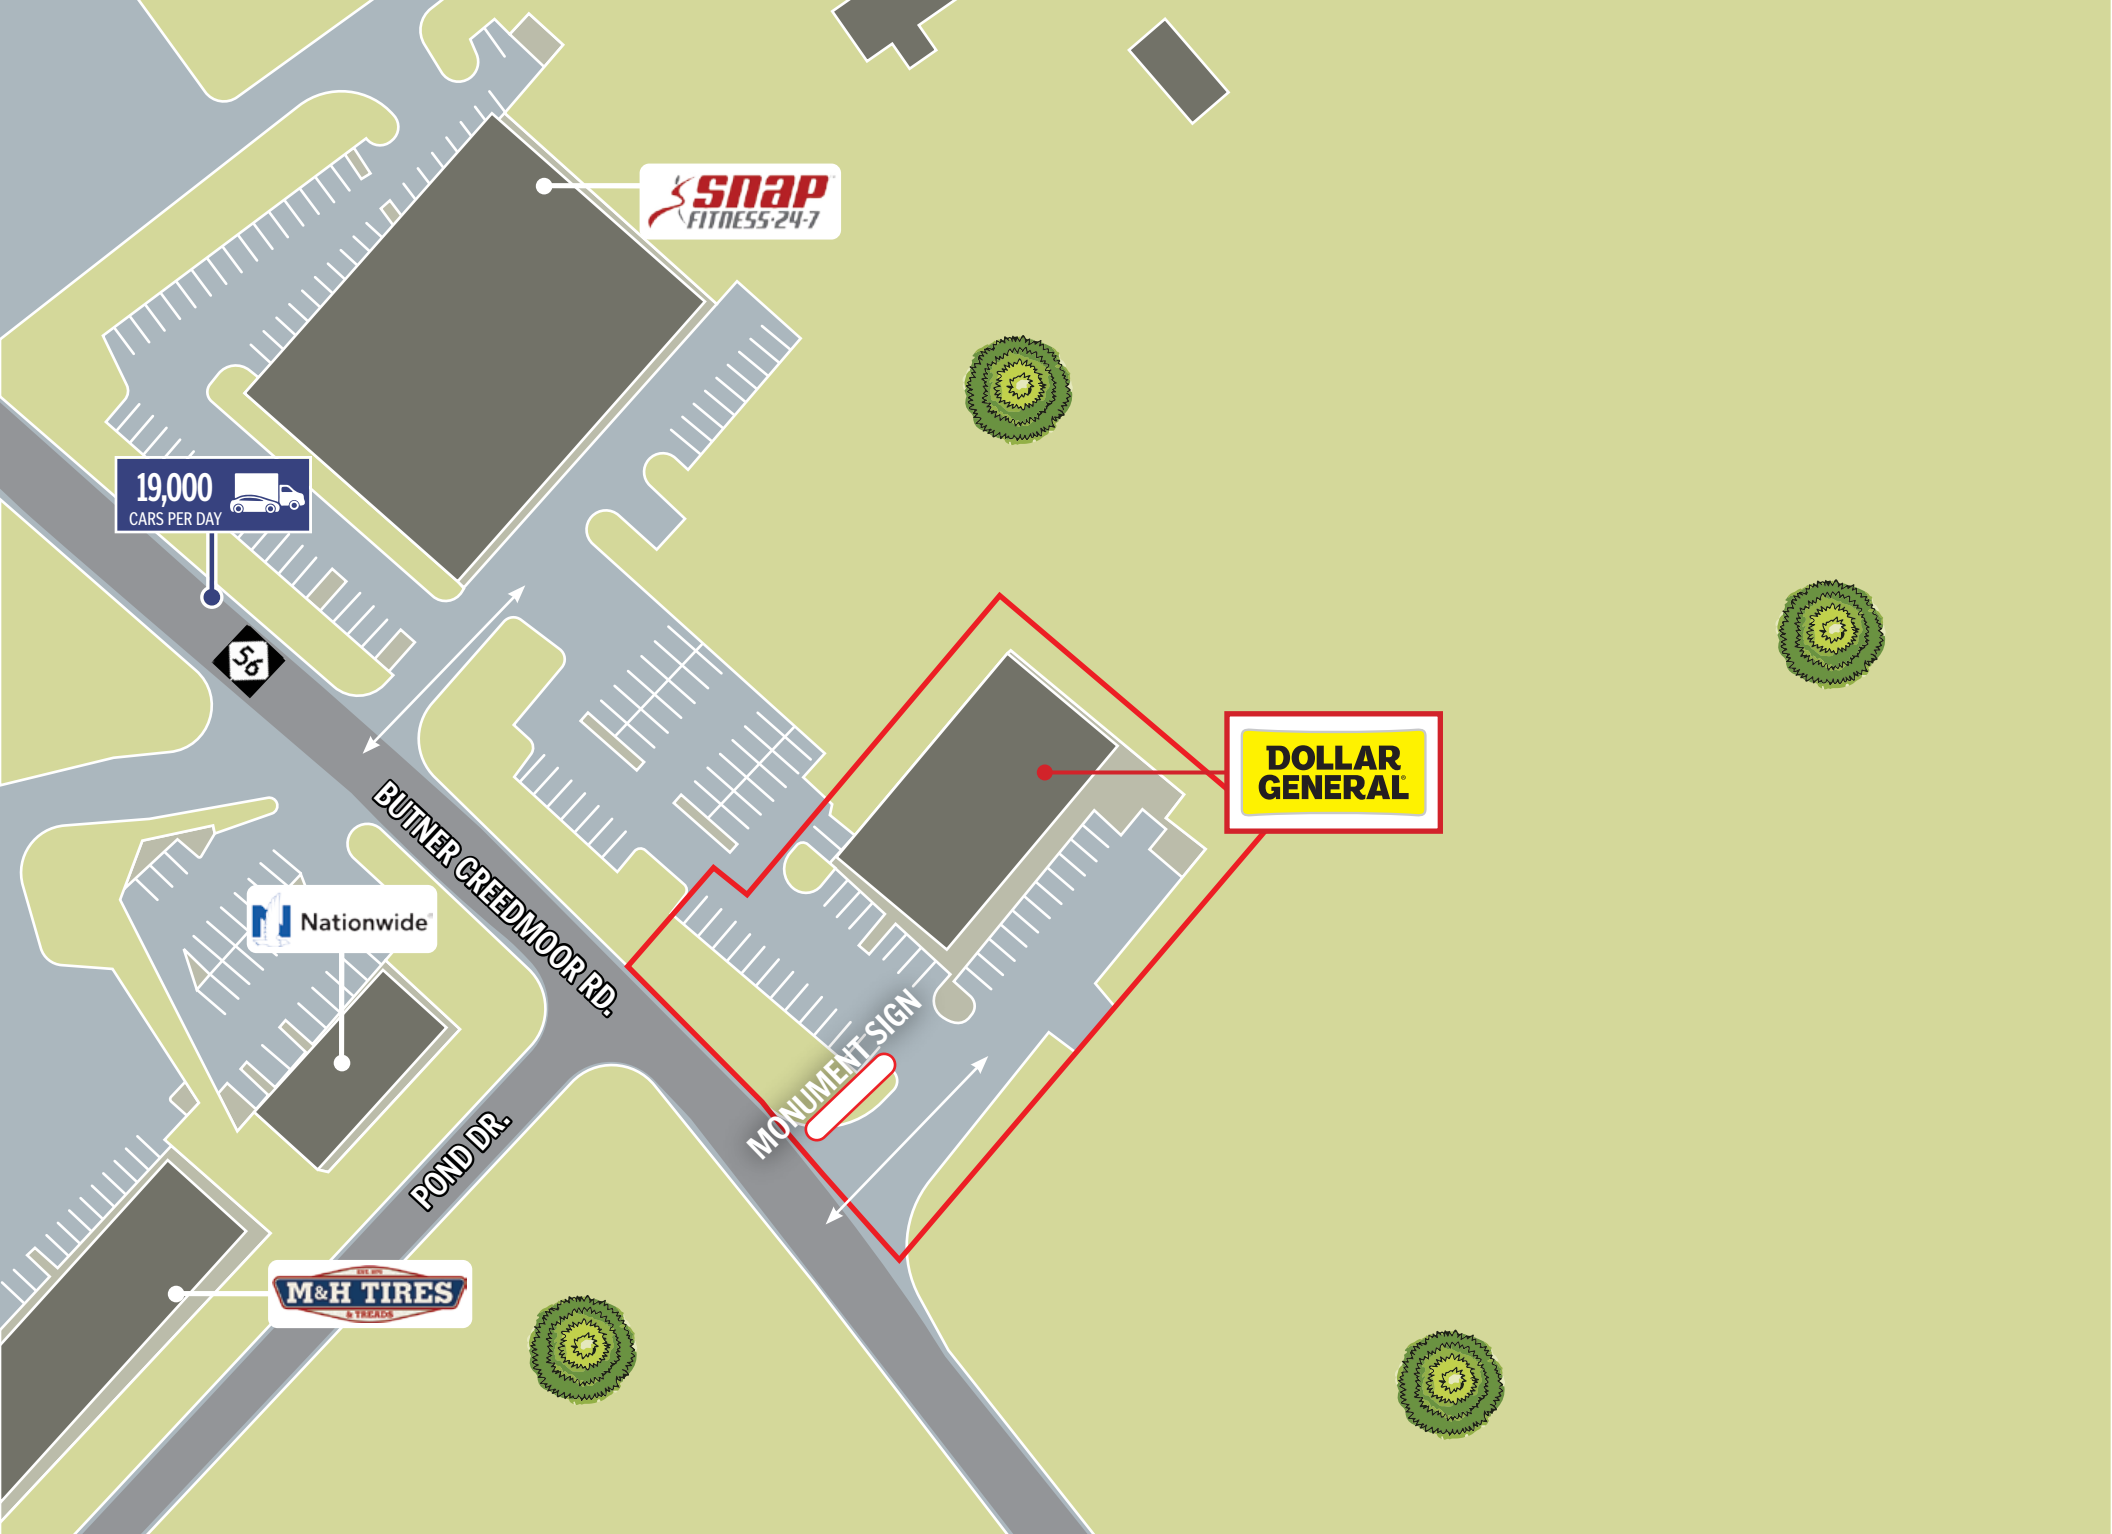 SNAP
FITNESS·24-7
19,000
CARS PER DAY
56
DOLLAR
GENERAL®
BUTNER CREEDMOOR RD.
Nationwide®
MONUMENT SIGN
POND DR.
M&H TIRES
& TREADS